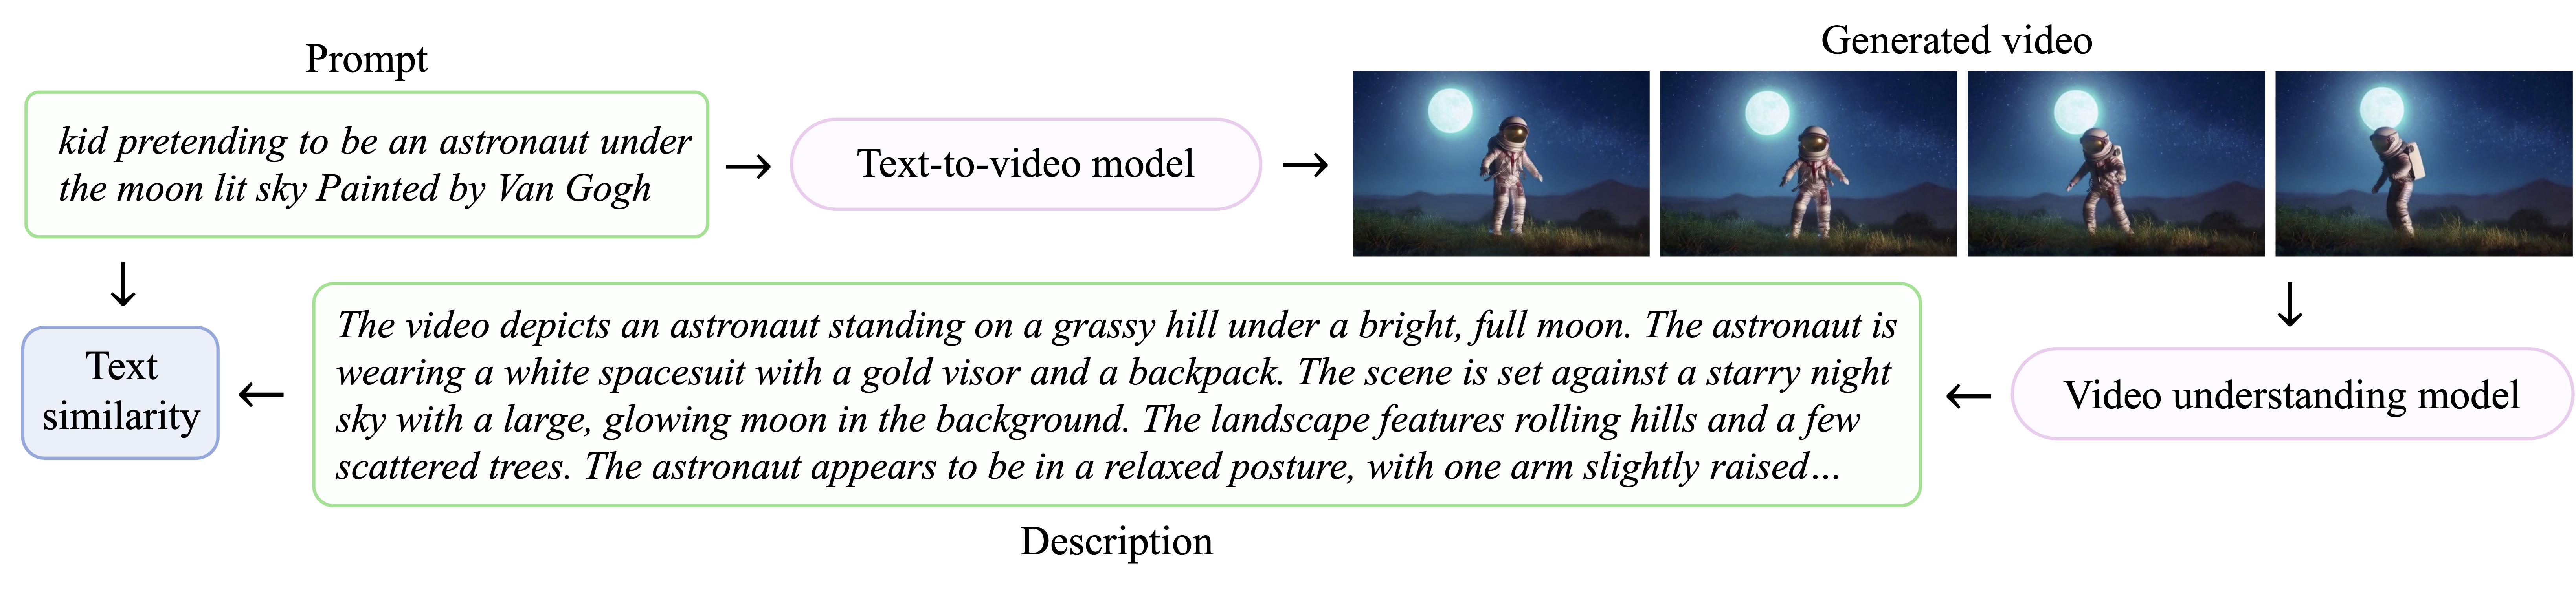 Prompt
kid pretending to be an astronaut under
the moon lit sky Painted by Van Gogh
Text-to-video model
Generated video
Text
similarity
The video depicts an astronaut standing on a grassy hill under a bright, full moon. The astronaut is
wearing a white spacesuit with a gold visor and a backpack. The scene is set against a starry night
sky with a large, glowing moon in the background. The landscape features rolling hills and a few
scattered trees. The astronaut appears to be in a relaxed posture, with one arm slightly raised...
Video understanding model
Description